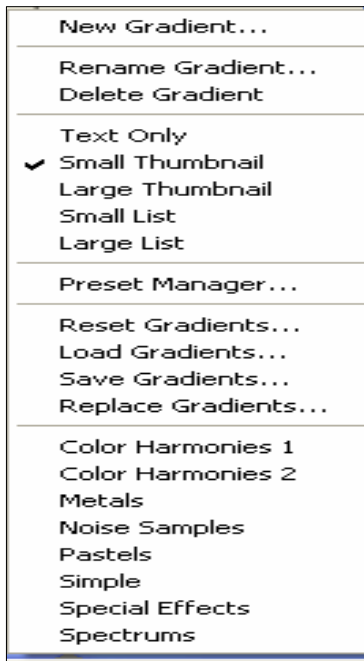 New Gradient...
Rename Gradient...
Delete Gradient
Text Only
Small Thumbnail
Large Thumbnail
Small List
Large List
Preset Manager...
Reset Gradients...
Load Gradients...
Save Gradients...
Replace Gradients...
Color Harmonies 1
Color Harmonies 2
Metals
Noise Samples
Pastels
Simple
Special Effects
Spectrums